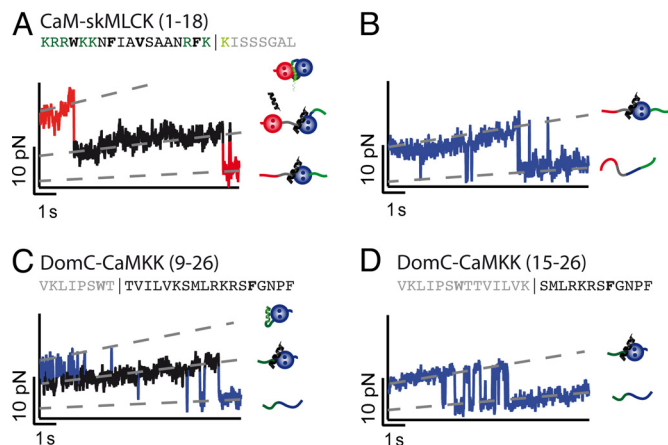 A CaM-skMLCK (1-18)
KRRWKKNFIAVSAANRFK|KISSSGAL
10 pN
1s
B
10 pN
1s
C DomC-CaMKK (9-26)
VKLIPSWT|TVILVKSMLRKRSFGNPF
10 pN
1s
D DomC-CaMKK (15-26)
VKLIPSWTTVILVK|SMLRKRSFGNPF
10 pN
1s